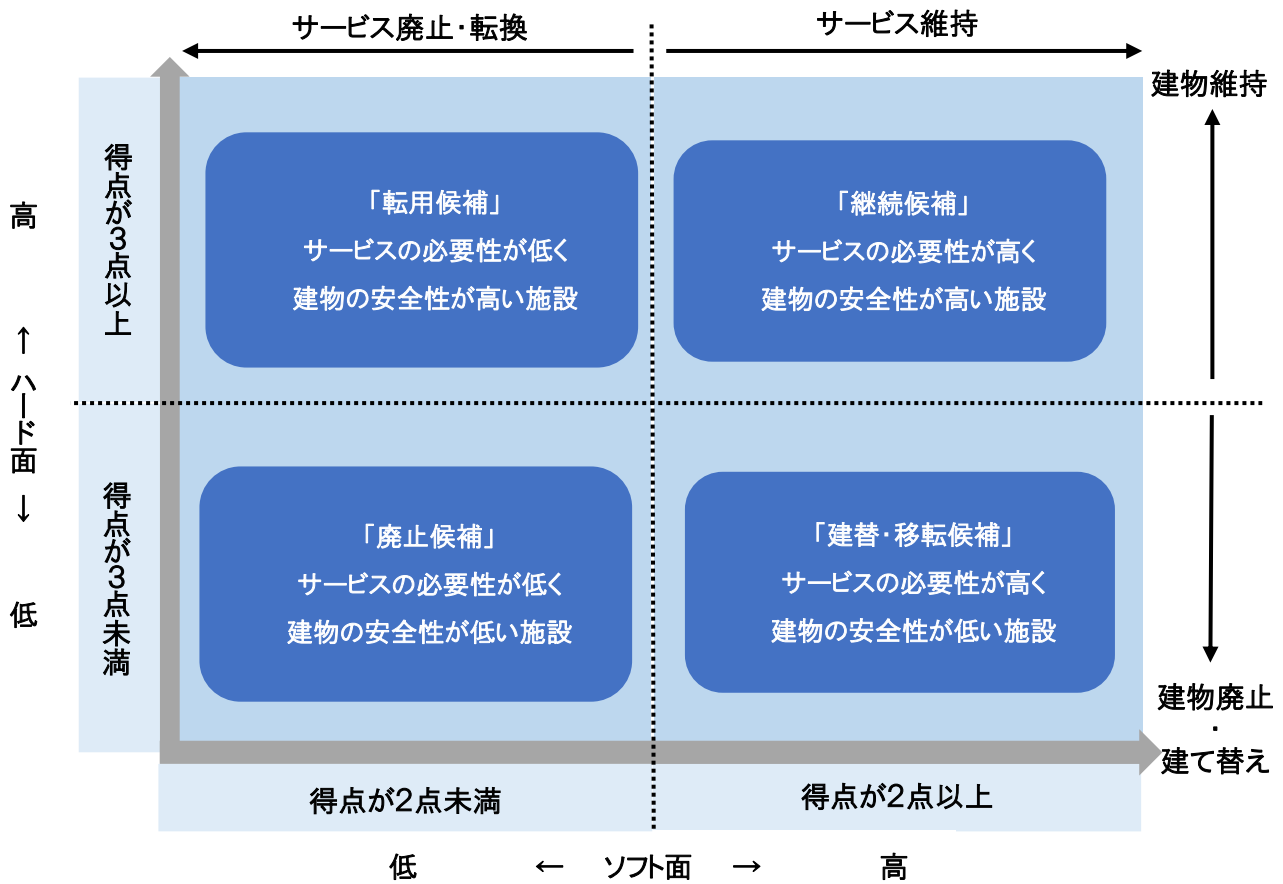 サービス廃止・転換
サービス維持
建物維持
高
↑
ハード面
↓
低
得点が3点以上
得点が3点未満
「転用候補」
サービスの必要性が低く
建物の安全性が高い施設
「継続候補」
サービスの必要性が高く
建物の安全性が高い施設
「廃止候補」
サービスの必要性が低く
建物の安全性が低い施設
「建替・移転候補」
サービスの必要性が高く
建物の安全性が低い施設
建物廃止
・
建て替え
得点が2点未満
得点が2点以上
低 ← ソフト面 → 高